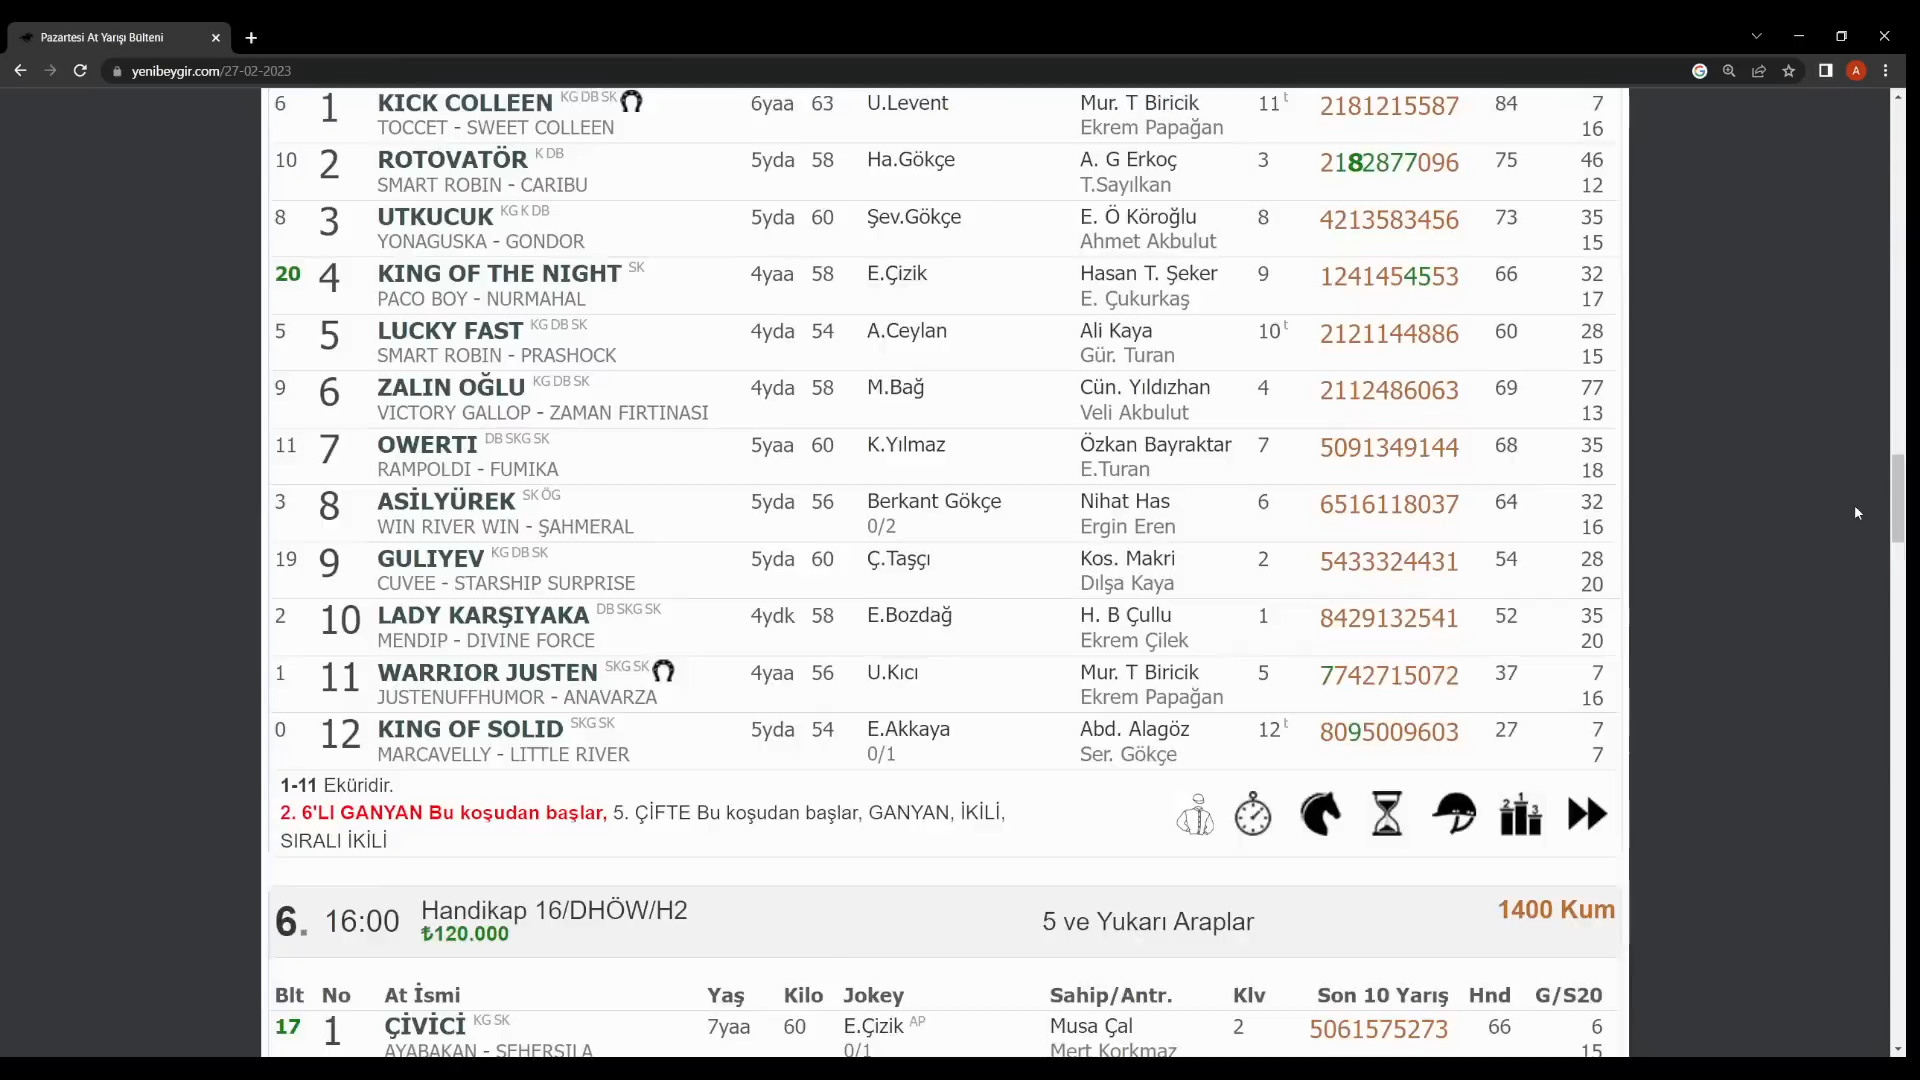 Pazartesi At Yarışı Bülteni
yenibeygir.com/27-02-2023
A
6 1 KICK COLLEEN KG DB SK 6yaa 63 U.Levent Mur. T Biricik 11 t 2181215587 84 7
TOCCET - SWEET COLLEEN Ekrem Papağan 16
10 2 ROTOVATÖR K DB 5yda 58 Ha.Gökçe A. G Erkoç 3 2182877096 75 46
SMART ROBIN - CARIBU T.Sayılkan 12
8 3 UTKUCUK KG K DB 5yda 60 Şev.Gökçe E. Ö Köroğlu 8 4213583456 73 35
YONAGUSKA - GONDOR Ahmet Akbulut 15
20 4 KING OF THE NIGHT SK 4yaa 58 E.Çizik Hasan T. Şeker 9 1241454553 66 32
PACO BOY - NURMAHAL E. Çukurkaş 17
5 5 LUCKY FAST KG DB SK 4yda 54 A.Ceylan Ali Kaya 10 t 2121144886 60 28
SMART ROBIN - PRASHOCK Gür. Turan 15
9 6 ZALIN OĞLU KG DB SK 4yda 58 M.Bağ Cün. Yıldızhan 4 2112486063 69 77
VICTORY GALLOP - ZAMAN FIRTINASI Veli Akbulut 13
11 7 OWERTI DB SKG SK 5yaa 60 K.Yılmaz Özkan Bayraktar 7 5091349144 68 35
RAMPOLDI - FUMIKA E.Turan 18
3 8 ASİLYÜREK SK ÖG 5yda 56 Berkant Gökçe Nihat Has 6 6516118037 64 32
WIN RIVER WIN - ŞAHMERAL 0/2 Ergin Eren 16
19 9 GULIYEV KG DB SK 5yda 60 Ç.Taşçı Kos. Makri 2 5433324431 54 28
CUVEE - STARSHIP SURPRISE Dılşa Kaya 20
2 10 LADY KARŞIYAKA DB SKG SK 4ydk 58 E.Bozdağ H. B Çullu 1 8429132541 52 35
MENDIP - DIVINE FORCE Ekrem Çilek 20
1 11 WARRIOR JUSTEN SKG SK 4yaa 56 U.Kıcı Mur. T Biricik 5 7742715072 37 7
JUSTENUFFHUMOR - ANAVARZA Ekrem Papağan 16
0 12 KING OF SOLID SKG SK 5yda 54 E.Akkaya Abd. Alagöz 12 t 8095009603 27 7
MARCAVELLY - LITTLE RIVER 0/1 Ser. Gökçe 7
1-11 Eküridir.
2. 6'LI GANYAN Bu koşudan başlar, 5. ÇİFTE Bu koşudan başlar, GANYAN, İKİLİ,
SIRALI İKİLİ
2 1 3
6. 16:00 Handikap 16/DHÖW/H2 5 ve Yukarı Araplar 1400 Kum
₺120.000
Blt No At İsmi Yaş Kilo Jokey Sahip/Antr. Klv Son 10 Yarış Hnd G/S20
17 1 ÇİVİCİ KG SK 7yaa 60 E.Çizik AP Musa Çal 2 5061575273 66 6
AYABAKAN - SEHERSILA 0/1 Mert Korkmaz 15